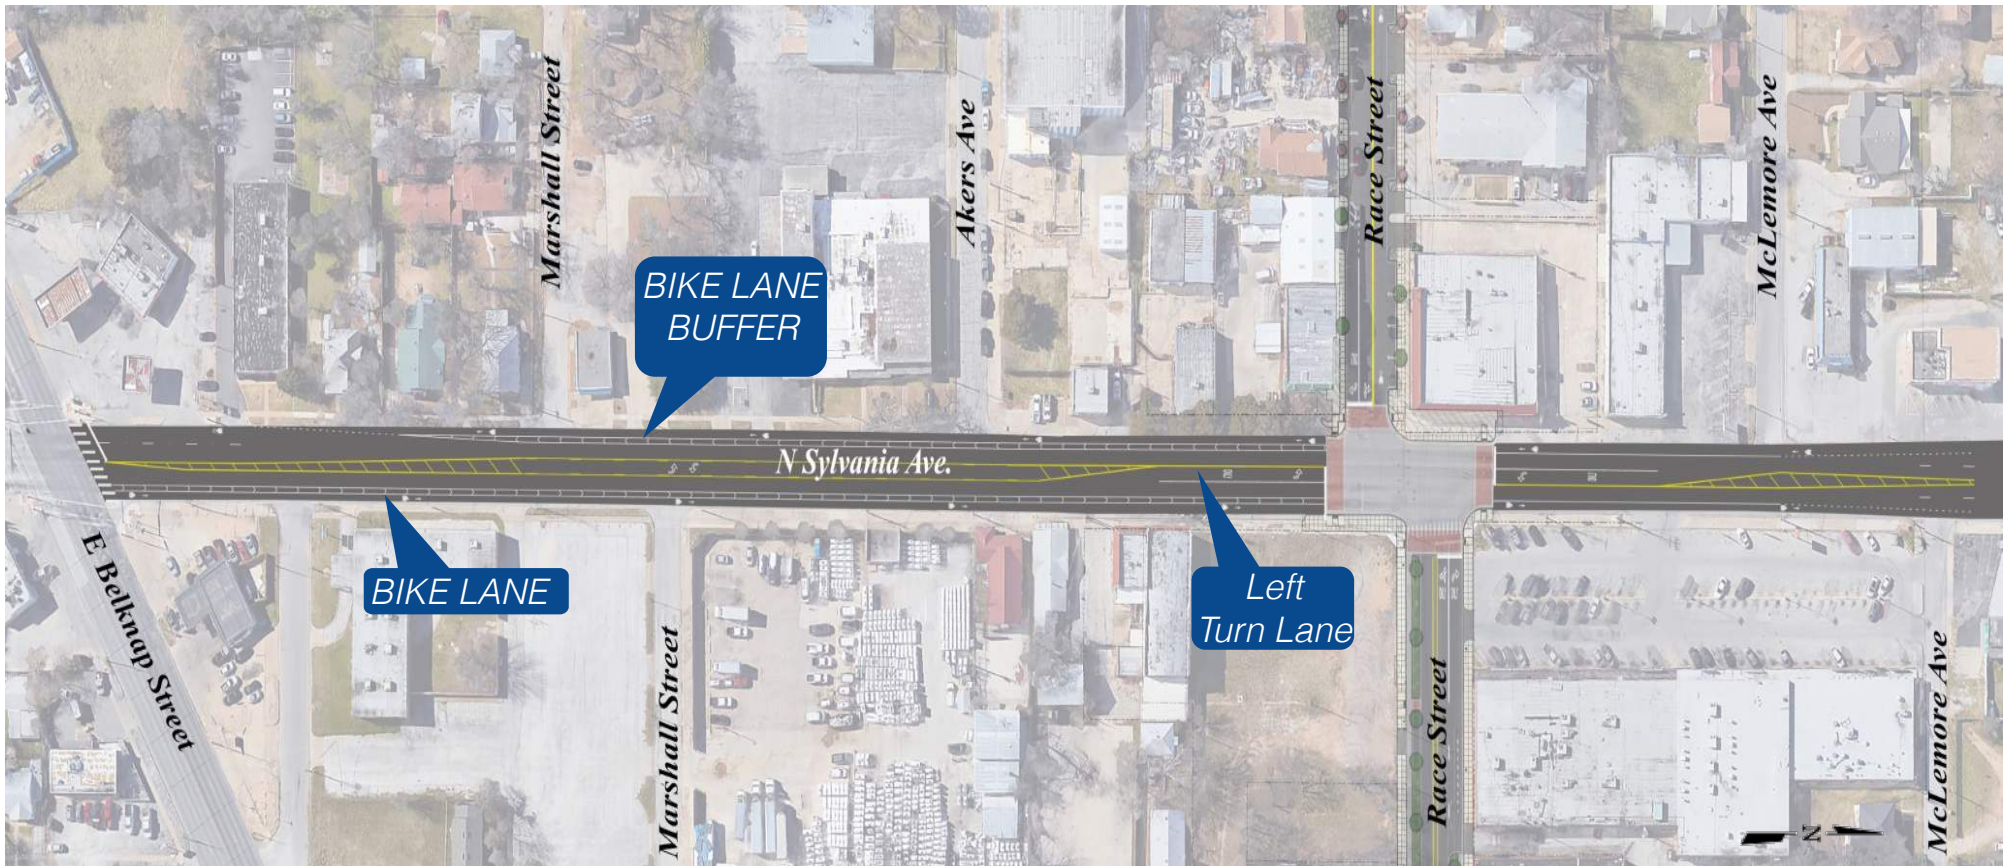 Marshall Street
Akers Ave
Race Street
McLemore Ave
BIKE LANE
BUFFER
N Sylvania Ave.
E Belknap Street
BIKE LANE
Marshall Street
Left
Turn Lane
Race Street
McLemore Ave
N